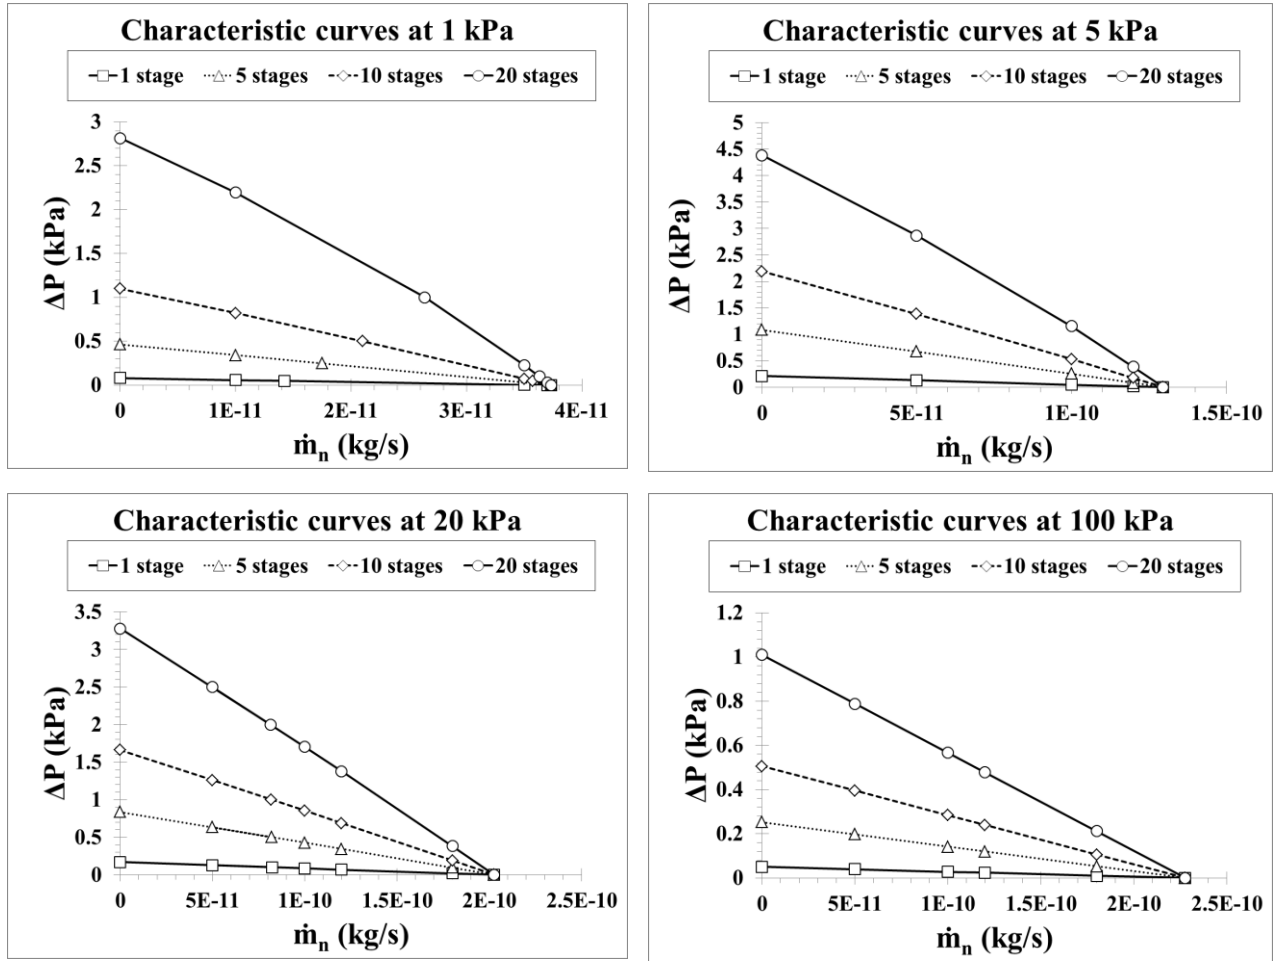 Characteristic curves at 1 kPa
1 stage 5 stages 10 stages 20 stages
3
2.5
2
1.5
1
0.5
0
ΔP (kPa)
0 1E-11 2E-11 3E-11 4E-11
ṁn (kg/s)
Characteristic curves at 5 kPa
1 stage 5 stages 10 stages 20 stages
5
4.5
4
3.5
3
2.5
2
1.5
1
0.5
0
ΔP (kPa)
0 5E-11 1E-10 1.5E-10
ṁn (kg/s)
Characteristic curves at 20 kPa
1 stage 5 stages 10 stages 20 stages
3.5
3
2.5
2
1.5
1
0.5
0
ΔP (kPa)
0 5E-11 1E-10 1.5E-10 2E-10 2.5E-10
ṁn (kg/s)
Characteristic curves at 100 kPa
1 stage 5 stages 10 stages 20 stages
1.2
1
0.8
0.6
0.4
0.2
0
ΔP (kPa)
0 5E-11 1E-10 1.5E-10 2E-10 2.5E-10
ṁn (kg/s)